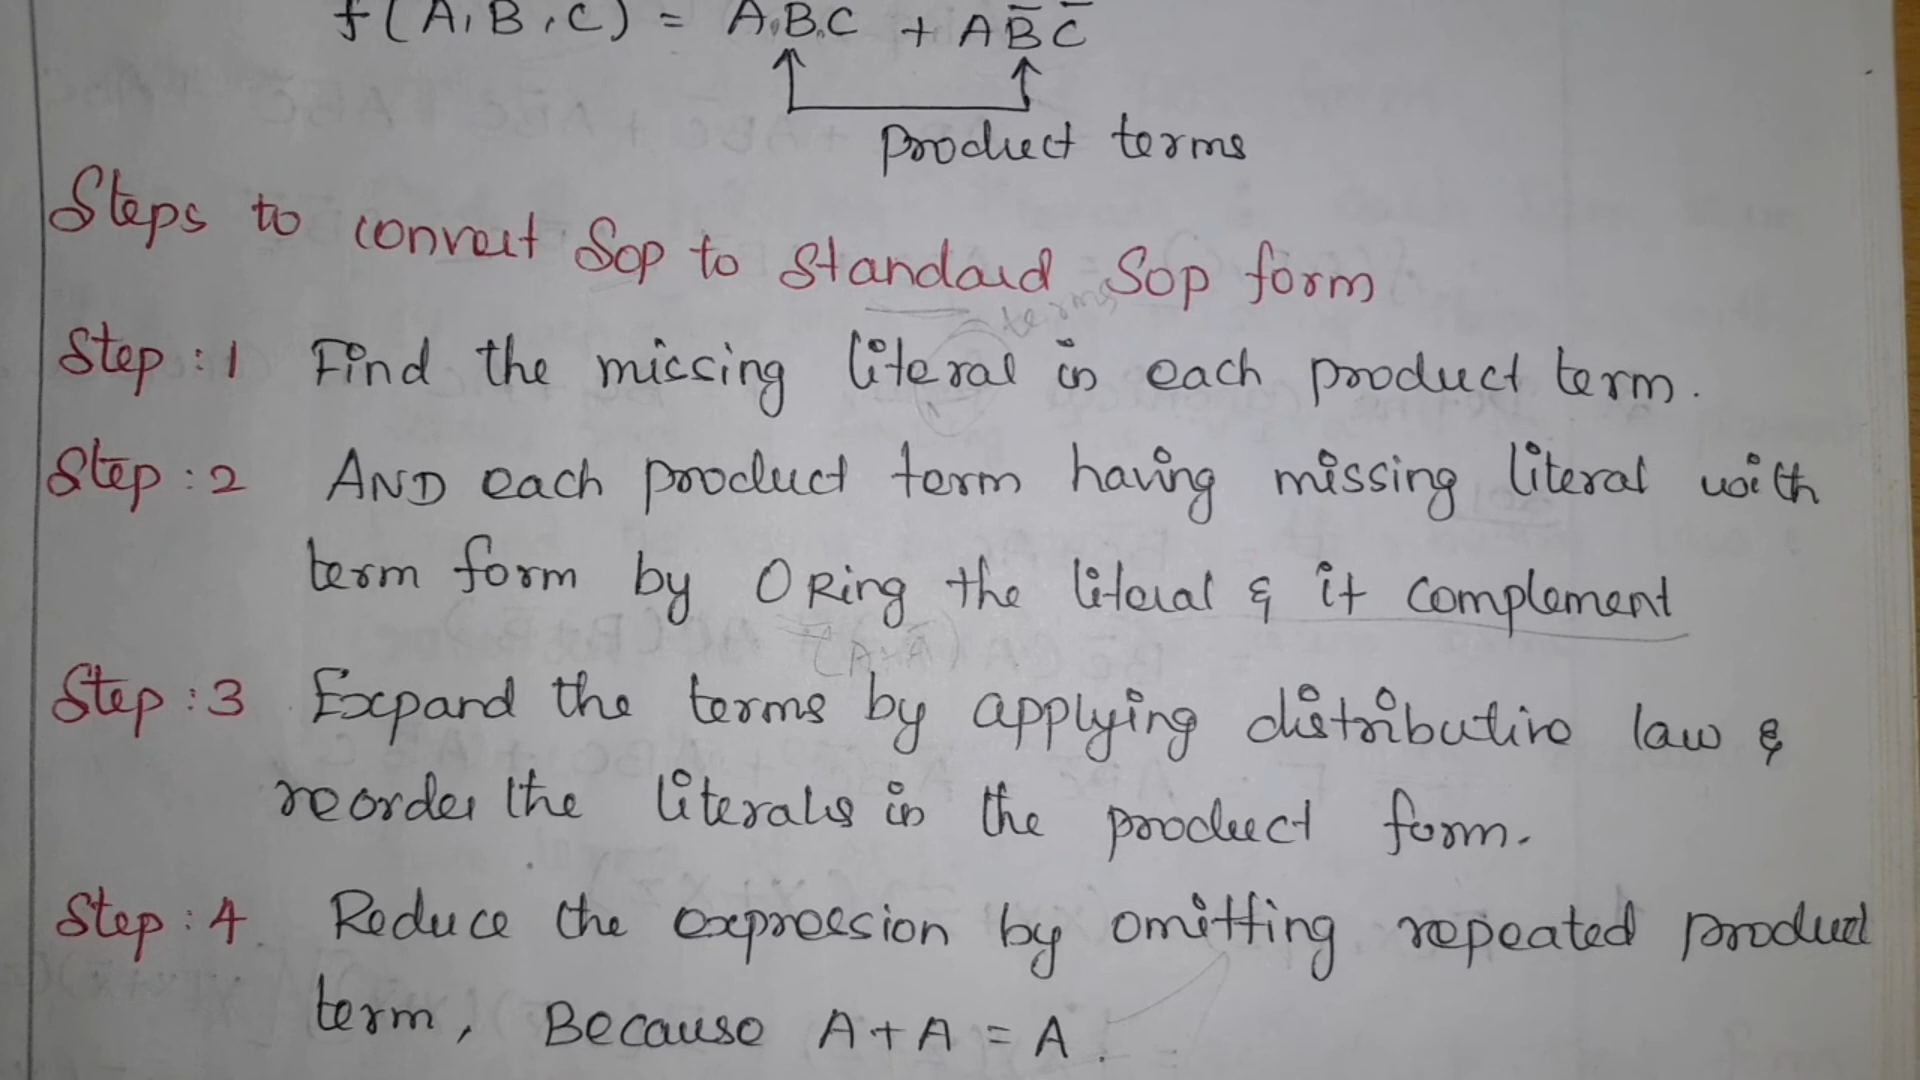 f(A,B,C) = A.B.C + AB̅C̅
Product terms
Steps to convert Sop to Standard Sop form
terms
Step:1 Find the missing literal in each product term.
Step:2 AND each product term having missing literal with
term form by ORing the literal & it complement
(A+A̅)
Step:3 Expand the terms by applying distributive law &
reorder the literals in the product form.
Step:4 Reduce the expression by omitting repeated product
term, Because A+A=A.